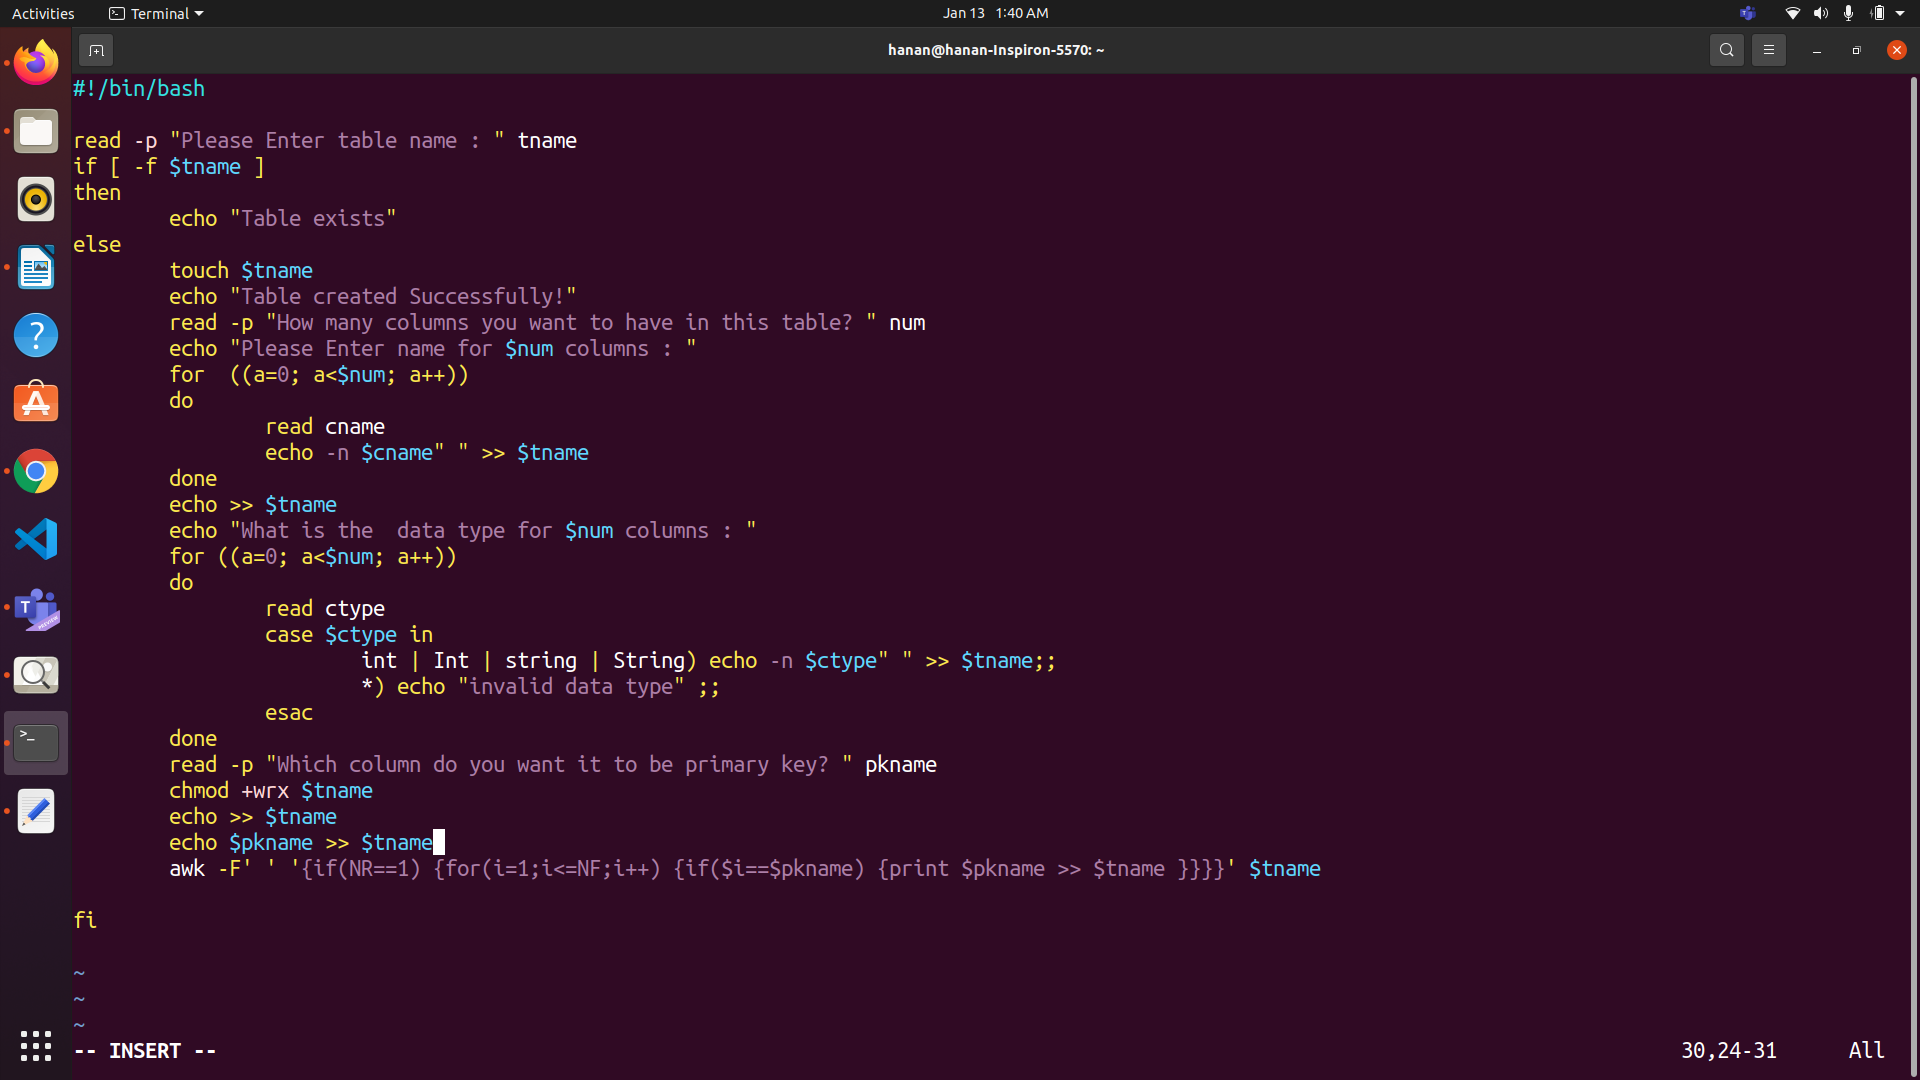 Activities Terminal Jan 13 1:40 AM
hanan@hanan-Inspiron-5570: ~
#!/bin/bash
read -p "Please Enter table name : " tname
if [ -f $tname ]
then
echo "Table exists"
else
touch $tname
echo "Table created Successfully!"
read -p "How many columns you want to have in this table? " num
echo "Please Enter name for $num columns : "
for  ((a=0; a<$num; a++))
do
read cname
echo -n $cname" " >> $tname
done
echo >> $tname
echo "What is the  data type for $num columns : "
for ((a=0; a<$num; a++))
do
read ctype
case $ctype in
int | Int | string | String) echo -n $ctype" " >> $tname;;
*) echo "invalid data type" ;;
esac
done
read -p "Which column do you want it to be primary key? " pkname
chmod +wrx $tname
echo >> $tname
echo $pkname >> $tname
awk -F' ' '{if(NR==1) {for(i=1;i<=NF;i++) {if($i==$pkname) {print $pkname >> $tname }}}}' $tname
fi
~
~
~
-- INSERT -- 30,24-31 All